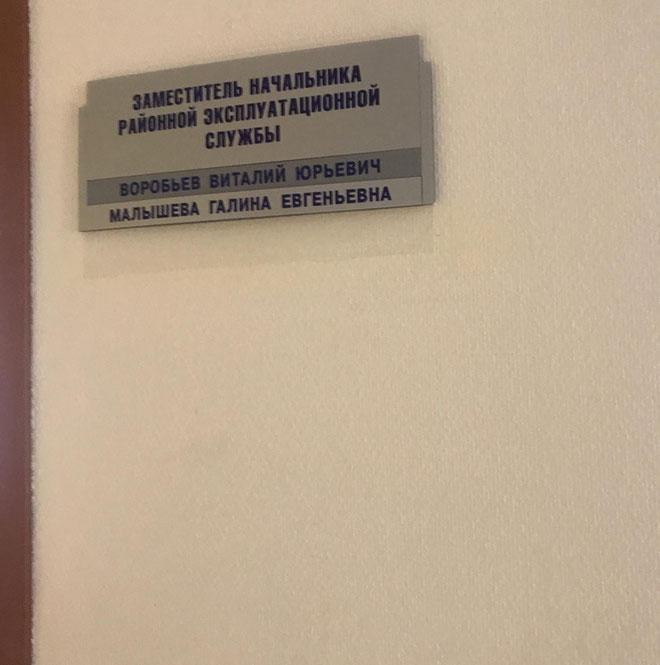 ЗАМЕСТИТЕЛЬ НАЧАЛЬНИКА
РАЙОННОЙ ЭКСПЛУАТАЦИОННОЙ
СЛУЖБЫ
ВОРОБЬЕВ ВИТАЛИЙ ЮРЬЕВИЧ
МАЛЫШЕВА ГАЛИНА ЕВГЕНЬЕВНА